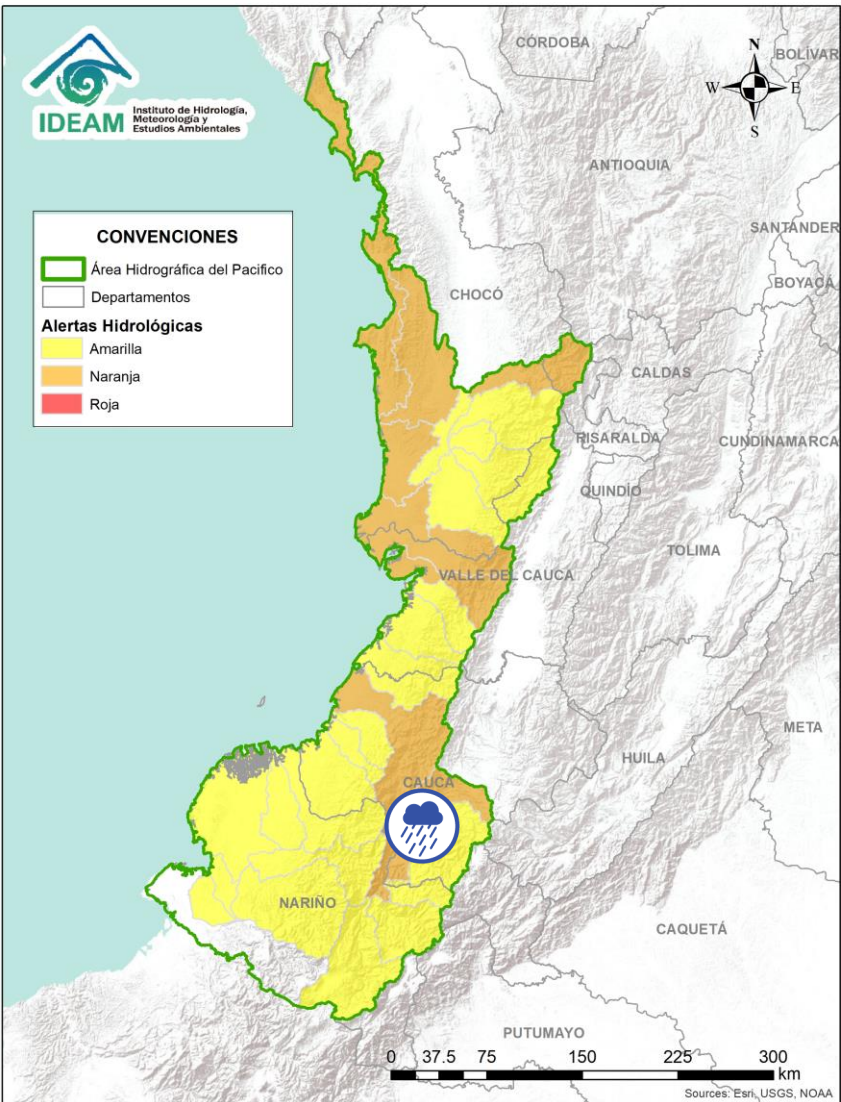 CÓRDOBA
BOLÍVAR
N
W
E
S
IDEAM
Instituto de Hidrología,
Meteorología y
Estudios Ambientales
ANTIOQUIA
SANTANDER
CONVENCIONES
Área Hidrográfica del Pacifico
Departamentos
Alertas Hidrológicas
Amarilla
Naranja
Roja
BOYACÁ
CHOCÓ
CALDAS
RISARALDA
CUNDINAMARCA
QUINDÍO
TOLIMA
VALLE DEL CAUCA
META
HUILA
CAUCA
NARIÑO
CAQUETÁ
PUTUMAYO
0 37.5 75 150 225 300
km
Sources: Esri, USGS, NOAA